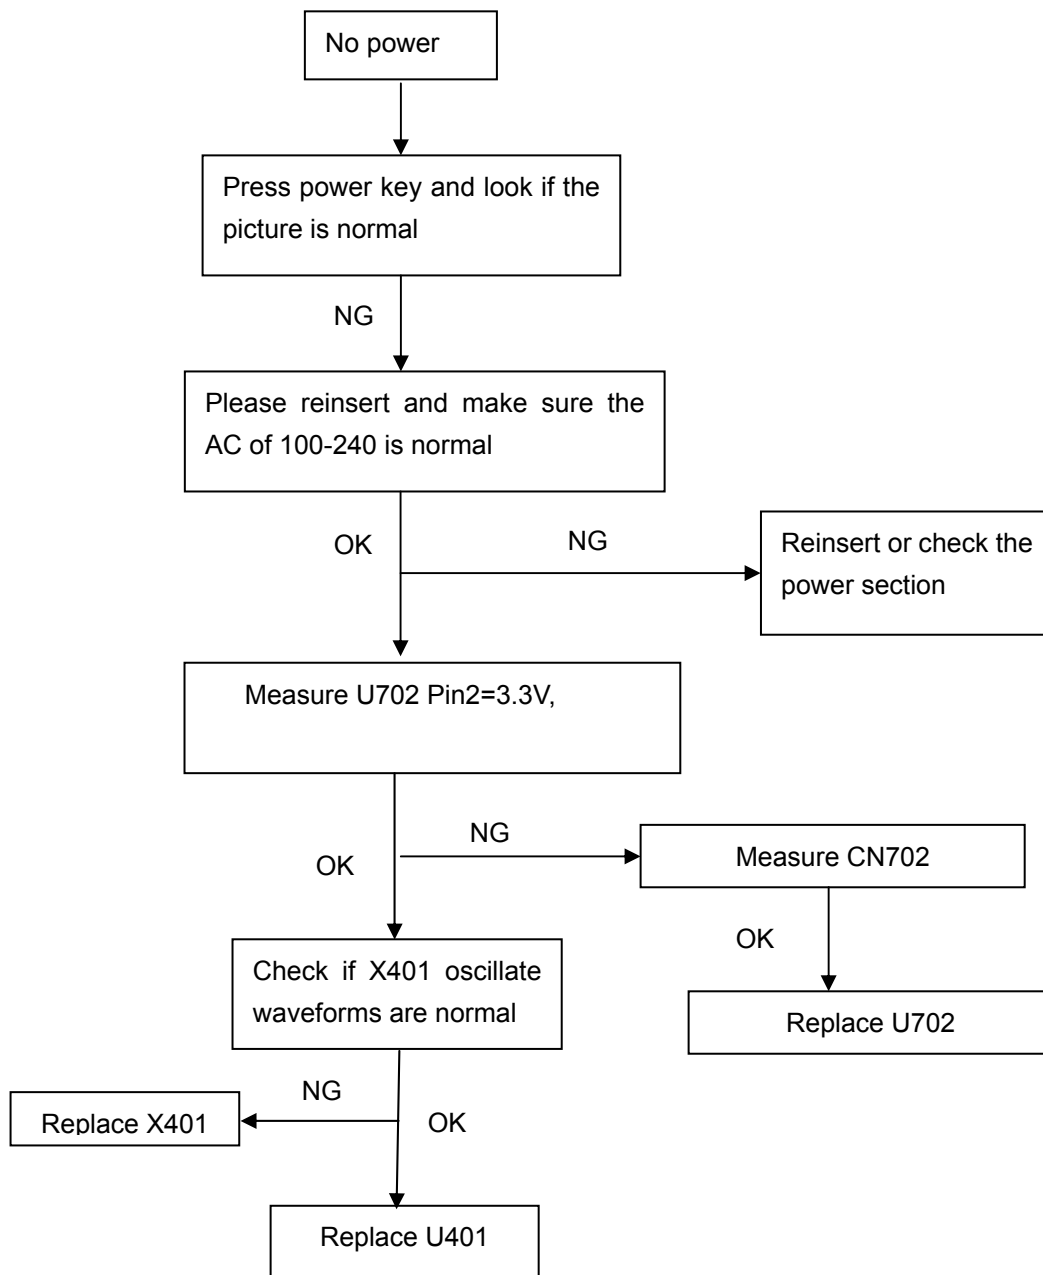 No power
Press power key and look if the
picture is normal
NG
Please reinsert and make sure the
AC of 100-240 is normal
OK
NG
Reinsert or check the
power section
Measure U702 Pin2=3.3V,
NG
OK
Measure CN702
OK
Check if X401 oscillate
waveforms are normal
Replace U702
NG
OK
Replace X401
Replace U401